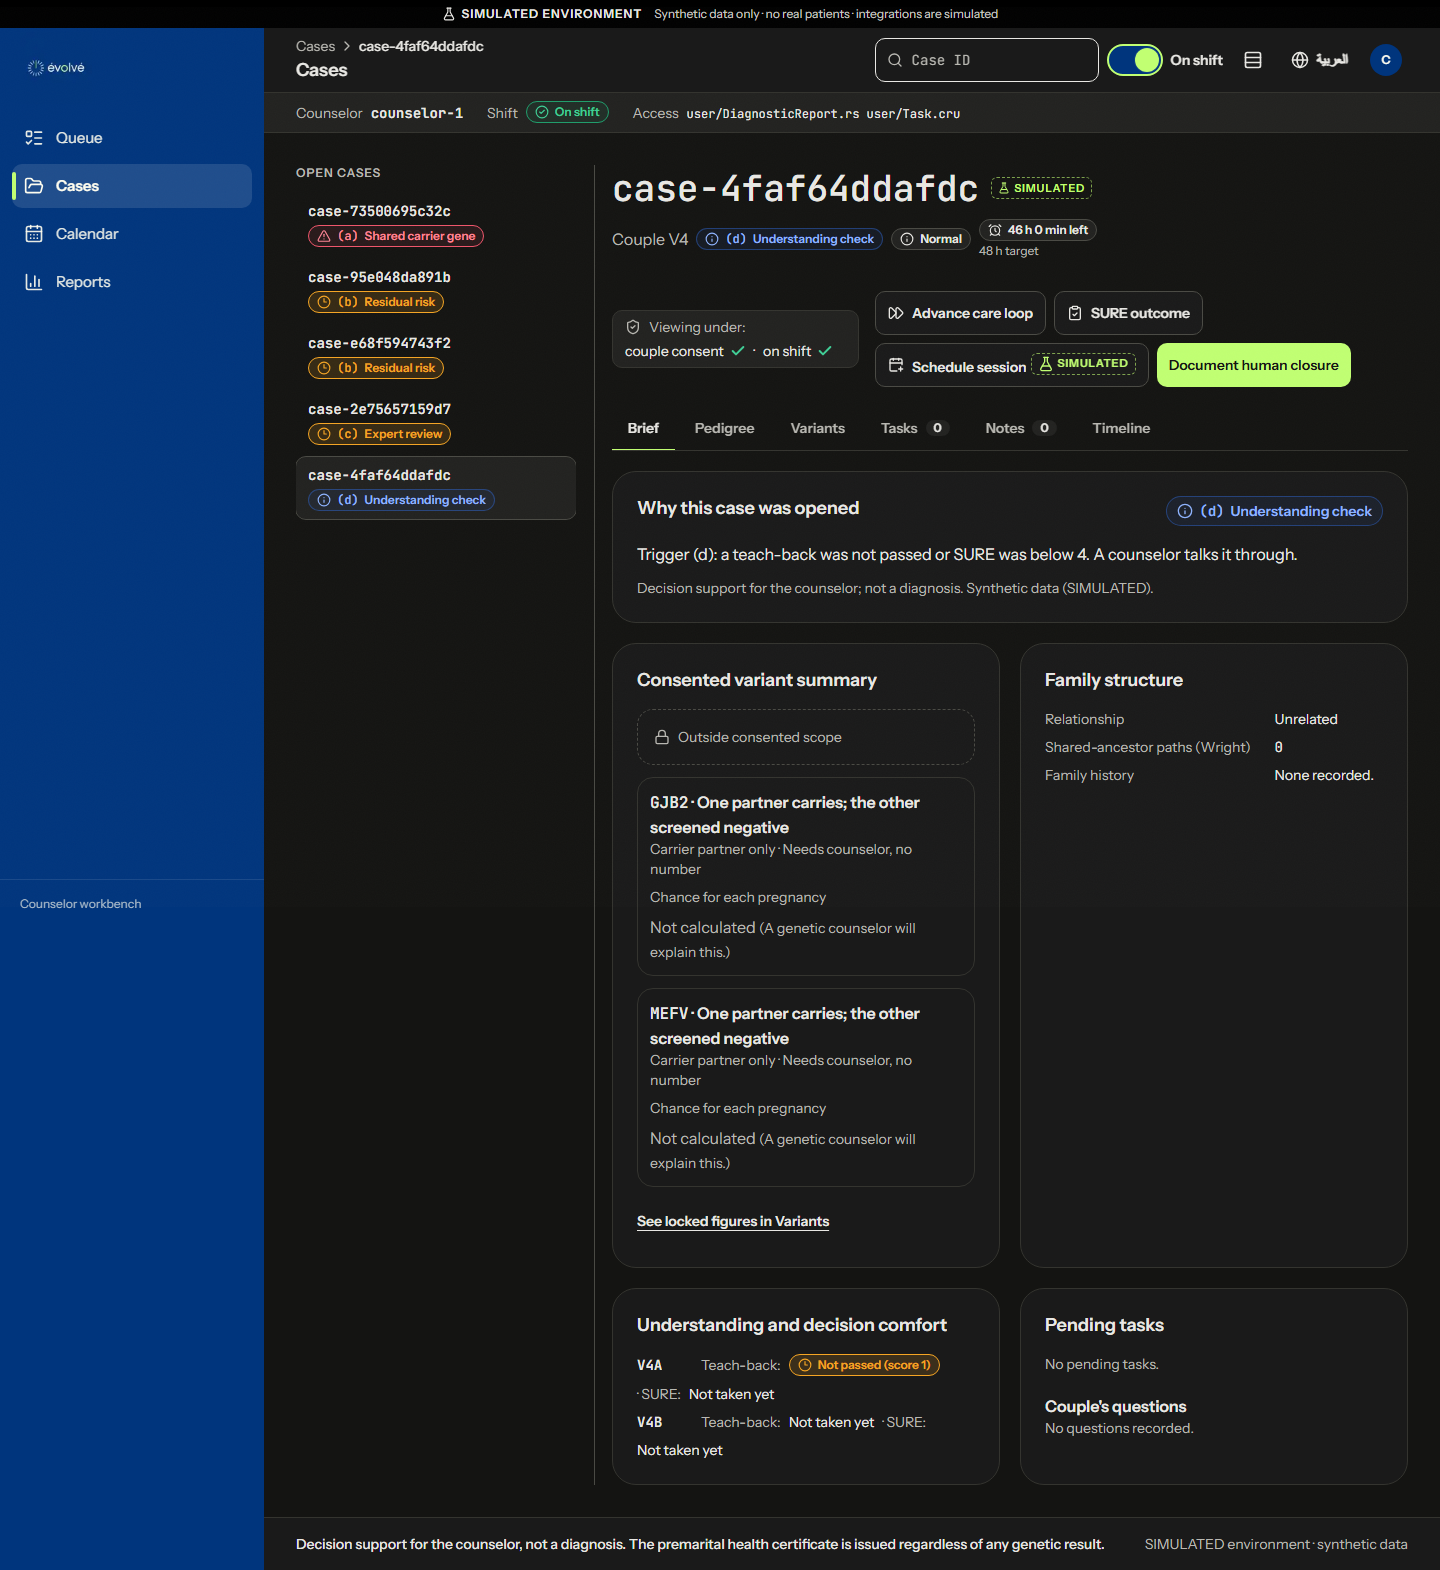 SIMULATED ENVIRONMENT Synthetic data only · no real patients · integrations are simulated
évolvé
Queue
Cases
Calendar
Reports
Counselor workbench
Cases > case-4faf64ddafdc
Cases
Case ID
On shift
العربية
C
Counselor counselor-1 Shift On shift Access user/DiagnosticReport.rs user/Task.cru
OPEN CASES
case-73500695c32c
(a) Shared carrier gene
case-95e048da891b
(b) Residual risk
case-e68f594743f2
(b) Residual risk
case-2e75657159d7
(c) Expert review
case-4faf64ddafdc
(d) Understanding check
case-4faf64ddafdc SIMULATED
Couple V4 (d) Understanding check Normal 46 h 0 min left
48 h target
Viewing under:
couple consent · on shift
Advance care loop
SURE outcome
Schedule session SIMULATED
Document human closure
Brief Pedigree Variants Tasks 0 Notes 0 Timeline
Why this case was opened
(d) Understanding check
Trigger (d): a teach-back was not passed or SURE was below 4. A counselor talks it through.
Decision support for the counselor; not a diagnosis. Synthetic data (SIMULATED).
Consented variant summary
Outside consented scope
GJB2 · One partner carries; the other
screened negative
Carrier partner only · Needs counselor, no
number
Chance for each pregnancy
Not calculated (A genetic counselor will
explain this.)
MEFV · One partner carries; the other
screened negative
Carrier partner only · Needs counselor, no
number
Chance for each pregnancy
Not calculated (A genetic counselor will
explain this.)
See locked figures in Variants
Family structure
Relationship Unrelated
Shared-ancestor paths (Wright) 0
Family history None recorded.
Understanding and decision comfort
V4A Teach-back: Not passed (score 1)
· SURE: Not taken yet
V4B Teach-back: Not taken yet · SURE:
Not taken yet
Pending tasks
No pending tasks.
Couple's questions
No questions recorded.
Decision support for the counselor, not a diagnosis. The premarital health certificate is issued regardless of any genetic result.
SIMULATED environment · synthetic data